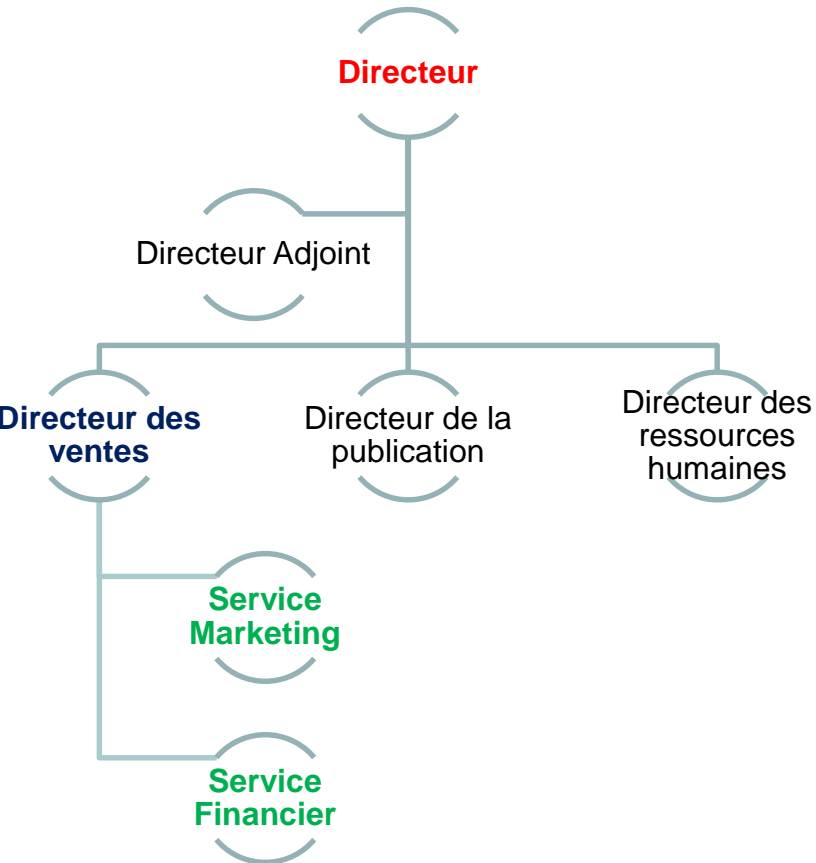 Directeur
Directeur Adjoint
Directeur des
ventes
Directeur de la
publication
Directeur des
ressources
humaines
Service
Marketing
Service
Financier